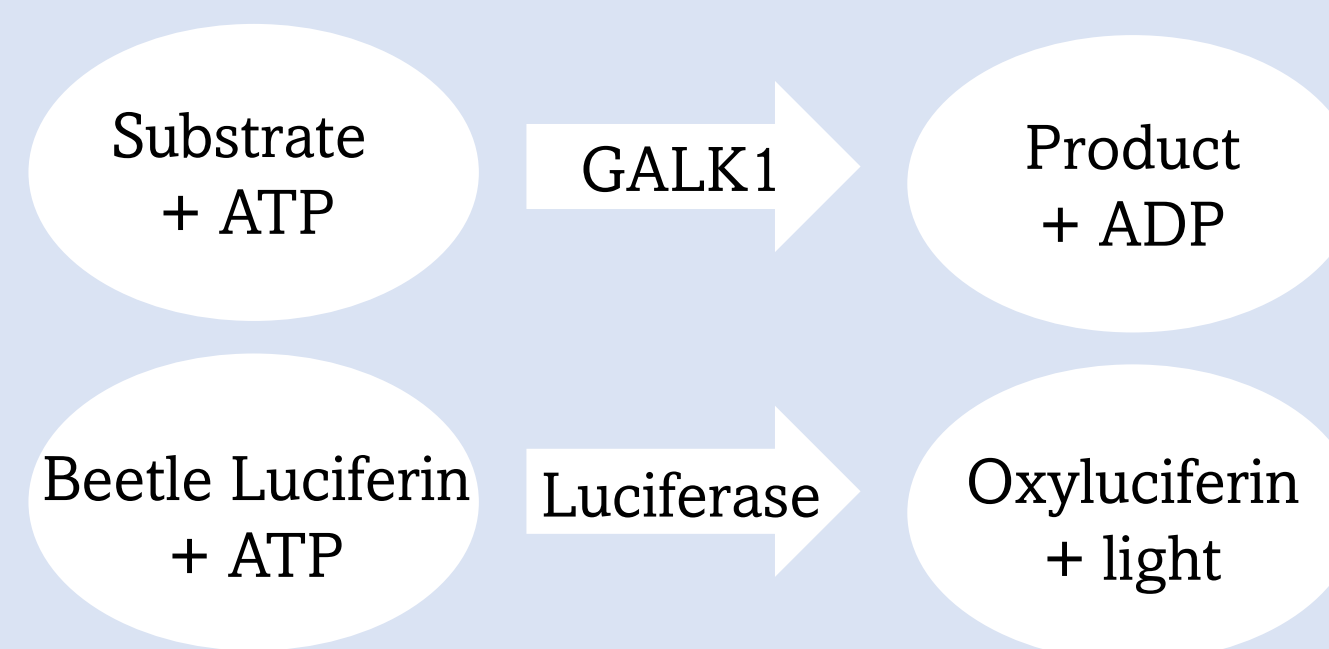 Substrate
+ ATP
GALK1
Product
+ ADP
Beetle Luciferin
+ ATP
Luciferase
Oxyluciferin
+ light